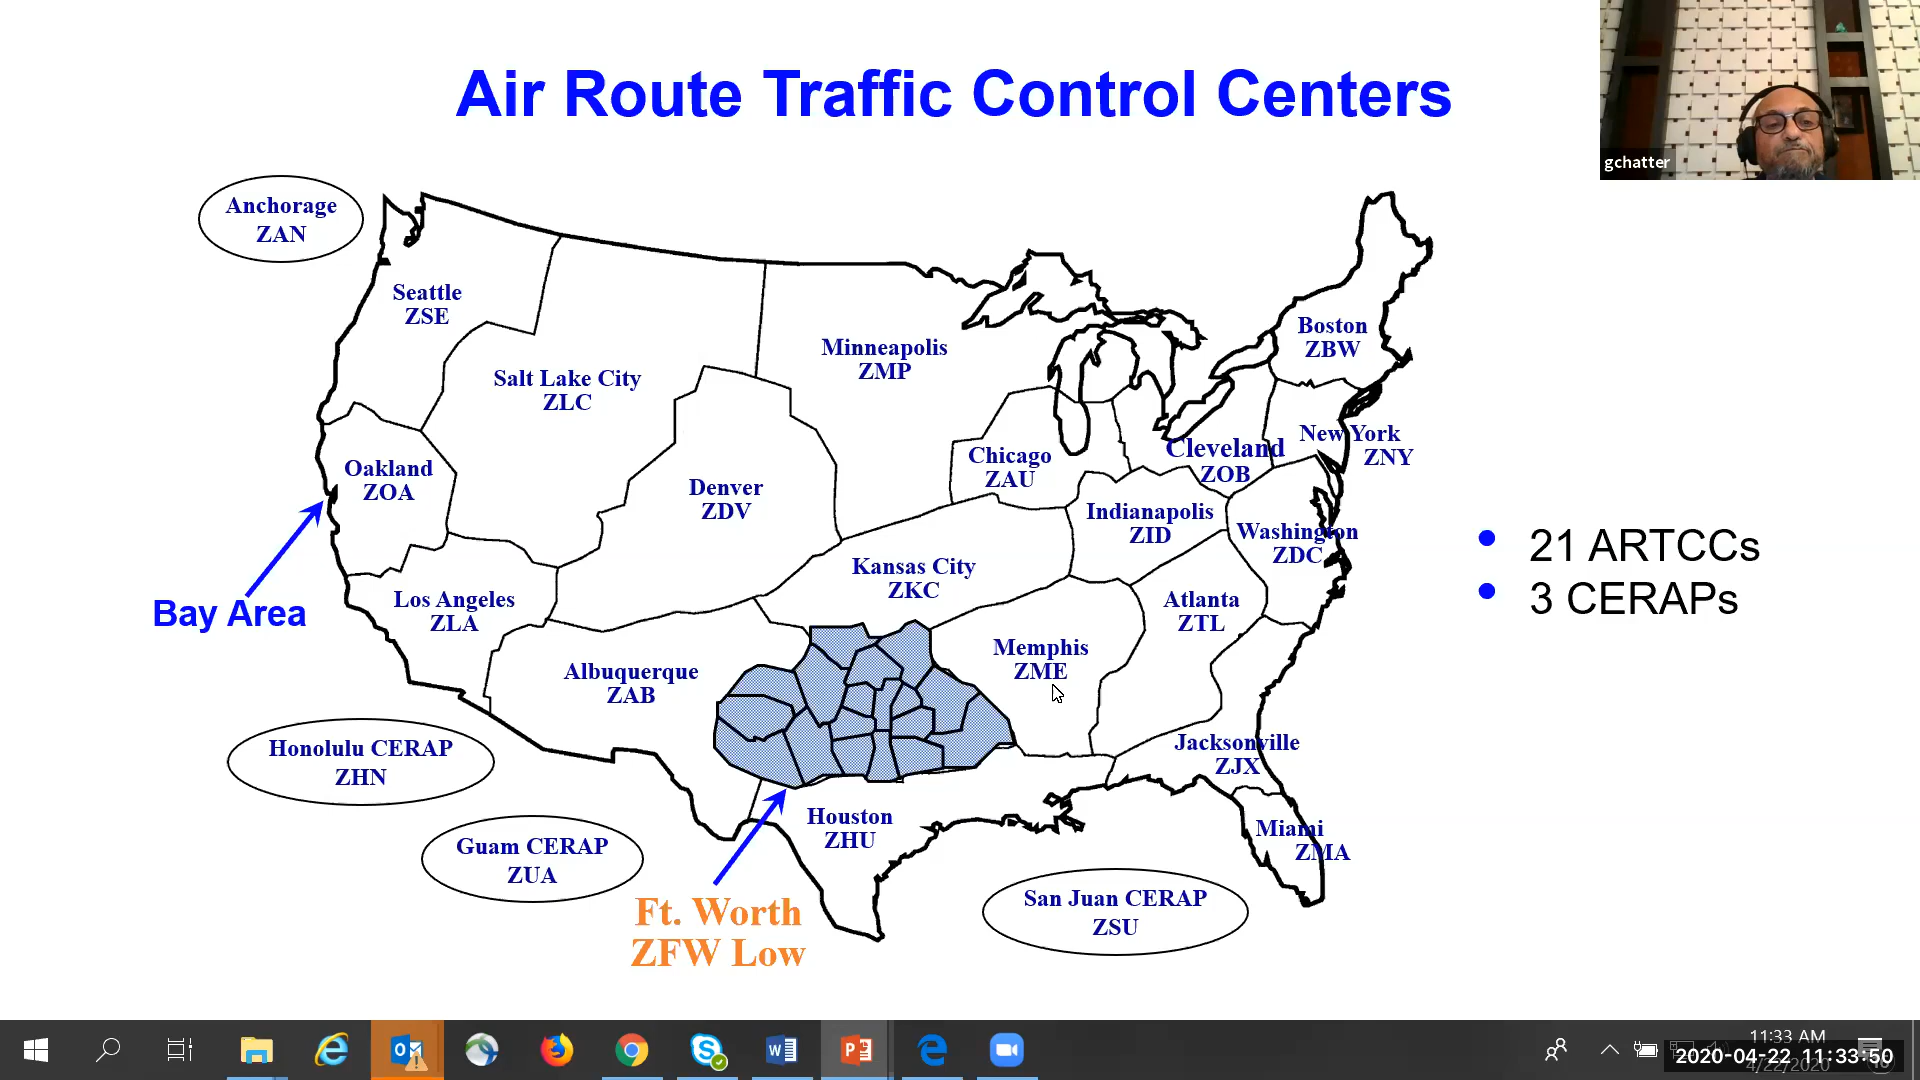 Air Route Traffic Control Centers
gchatter
Anchorage
ZAN
Seattle
ZSE
Salt Lake City
ZLC
Minneapolis
ZMP
Boston
ZBW
Oakland
ZOA
Denver
ZDV
Chicago
ZAU
Cleveland
ZOB
New York
ZNY
Indianapolis
ZID
Washington
ZDC
Bay Area
Los Angeles
ZLA
Kansas City
ZKC
Atlanta
ZTL
• 21 ARTCCs
• 3 CERAPs
Albuquerque
ZAB
Memphis
ZME
Honolulu CERAP
ZHN
Jacksonville
ZJX
Guam CERAP
ZUA
Houston
ZHU
Miami
ZMA
Ft. Worth
ZFW Low
San Juan CERAP
ZSU
11:33 AM
2020-04-22 11:33:50
4/22/2020